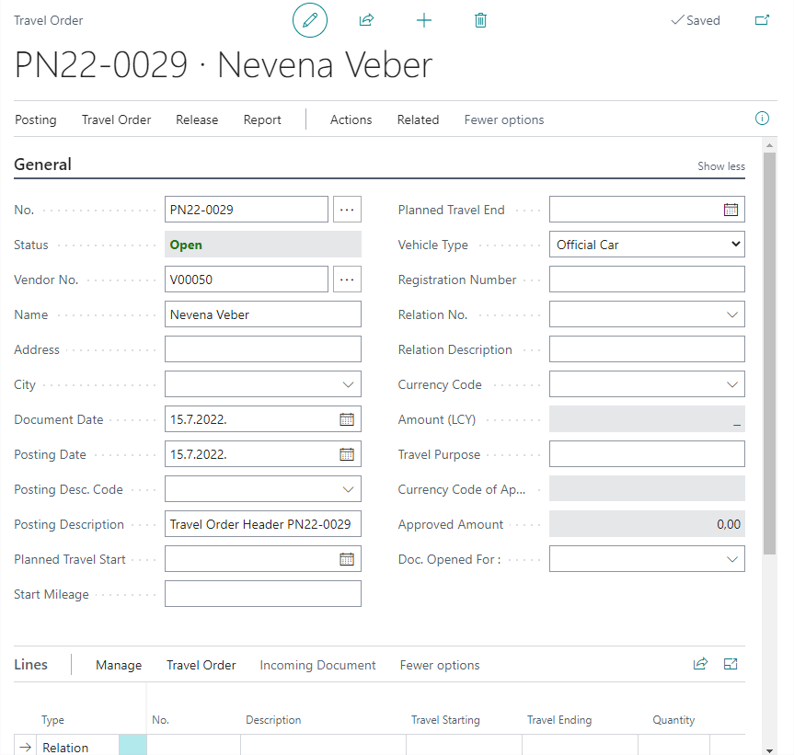 Travel Order
Saved
PN22-0029 · Nevena Veber
Posting Travel Order Release Report Actions Related Fewer options
General
Show less
No. PN22-0029
Status Open
Vendor No. V00050
Name Nevena Veber
Address
City
Document Date 15.7.2022.
Posting Date 15.7.2022.
Posting Desc. Code
Posting Description Travel Order Header PN22-0029
Planned Travel Start
Start Mileage
Planned Travel End
Vehicle Type Official Car
Registration Number
Relation No.
Relation Description
Currency Code
Amount (LCY) _
Travel Purpose
Currency Code of Ap...
Approved Amount 0,00
Doc. Opened For :
Lines Manage Travel Order Incoming Document Fewer options
Type No. Description Travel Starting Travel Ending Quantity
Relation